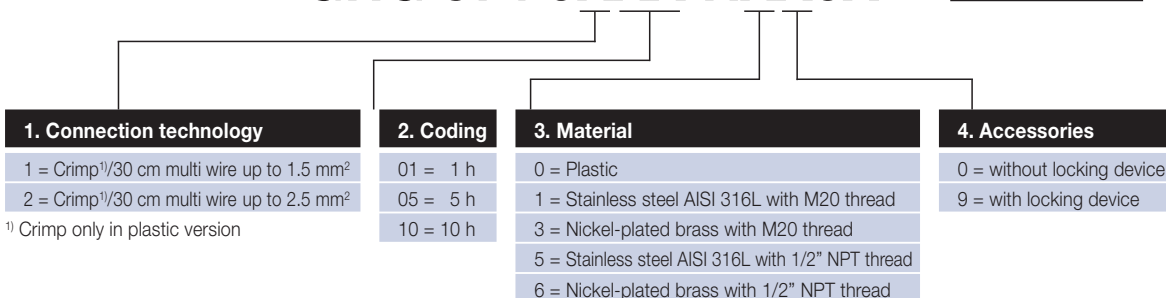 1. Connection technology
1 = Crimp¹⁾/30 cm multi wire up to 1.5 mm²
2 = Crimp¹⁾/30 cm multi wire up to 2.5 mm²
¹⁾ Crimp only in plastic version
2. Coding
01 = 1 h
05 = 5 h
10 = 10 h
3. Material
0 = Plastic
1 = Stainless steel AISI 316L with M20 thread
3 = Nickel-plated brass with M20 thread
5 = Stainless steel AISI 316L with 1/2” NPT thread
6 = Nickel-plated brass with 1/2” NPT thread
4. Accessories
0 = without locking device
9 = with locking device